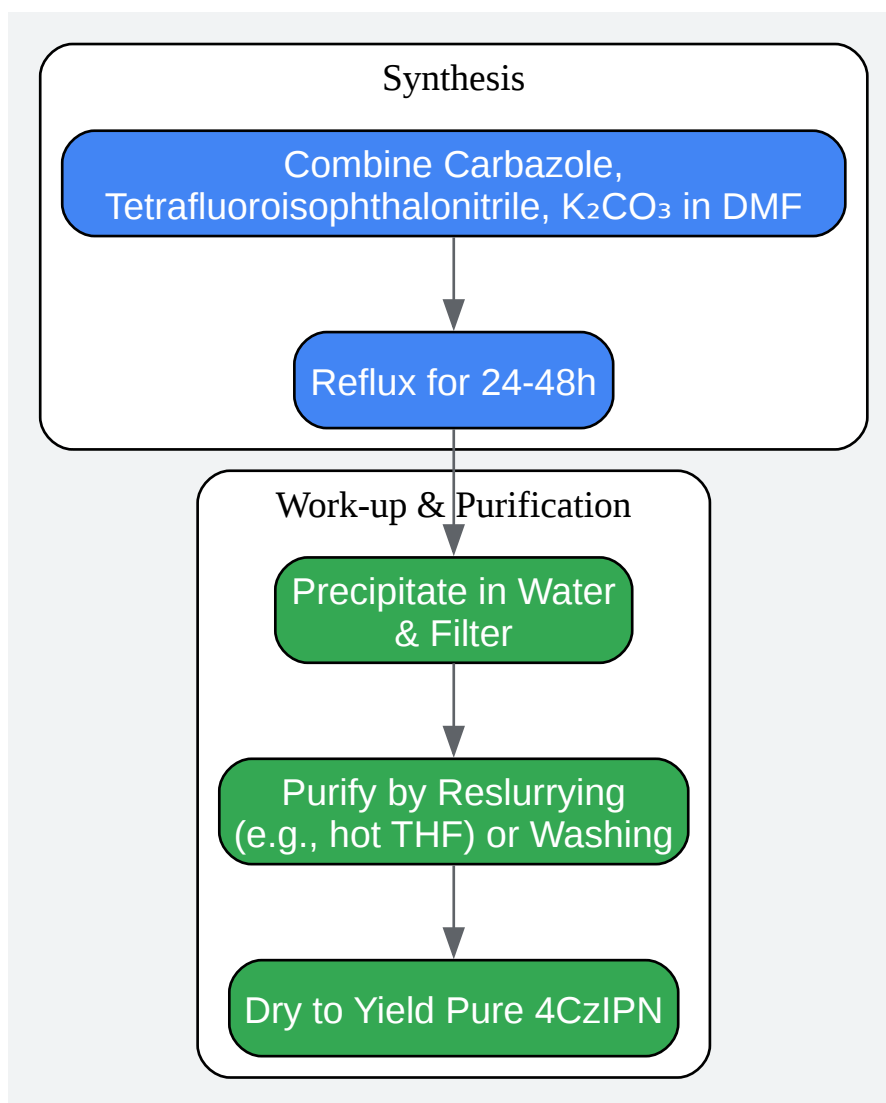 Synthesis
Combine Carbazole,
Tetrafluoroisophthalonitrile, K₂CO₃ in DMF
Reflux for 24-48h
Work-up & Purification
Precipitate in Water
& Filter
Purify by Reslurrying
(e.g., hot THF) or Washing
Dry to Yield Pure 4CzIPN